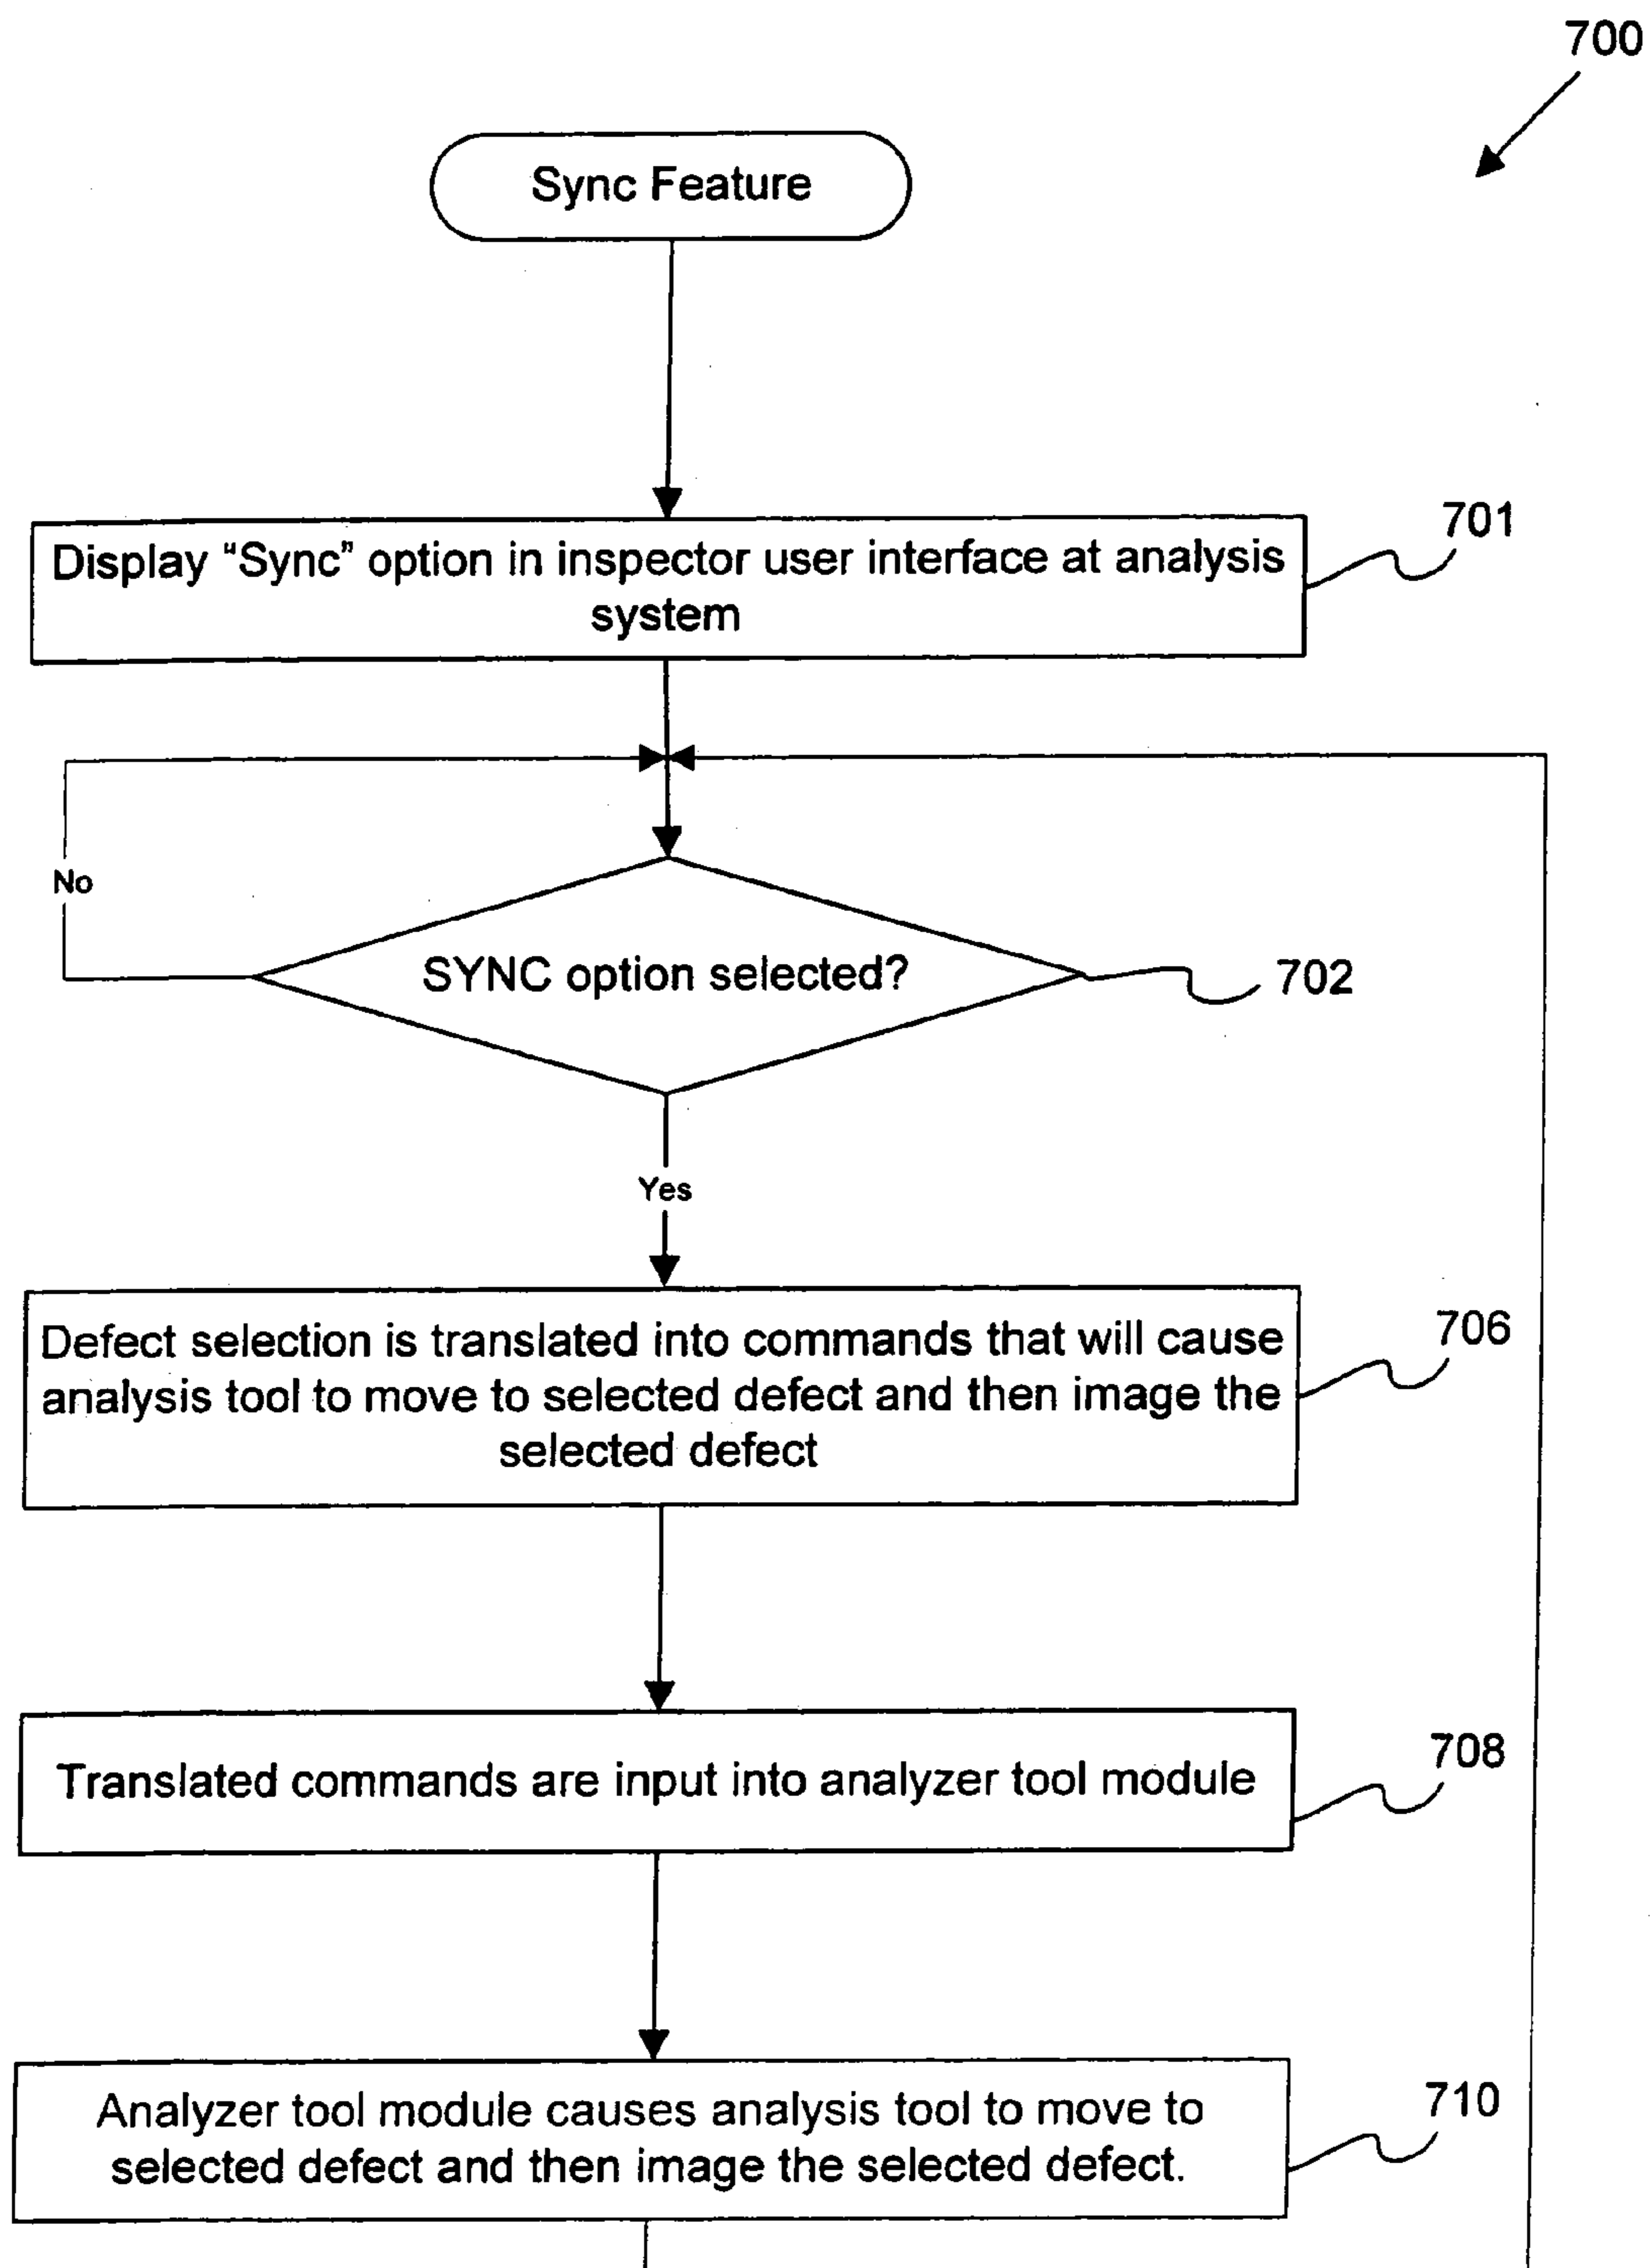 700
Sync Feature
Display “Sync” option in inspector user interface at analysis
system
701
No
SYNC option selected?
702
Yes
Defect selection is translated into commands that will cause
analysis tool to move to selected defect and then image the
selected defect
706
Translated commands are input into analyzer tool module
708
Analyzer tool module causes analysis tool to move to
selected defect and then image the selected defect.
710